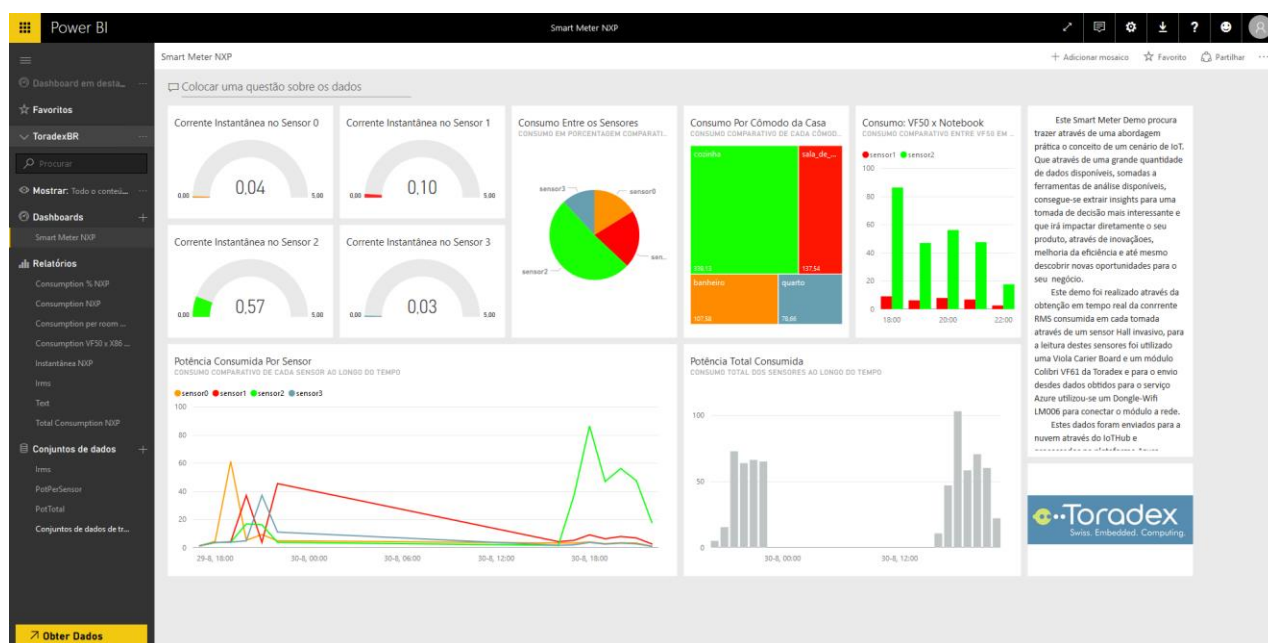 Power BI
Smart Meter NXP
Smart Meter NXP
Adicionar mosaico
Favorito
Partilhar
Dashboard em desta...
Favoritos
ToradexBR
Procurar
Mostrar: Todo o conteú...
Dashboards
Smart Meter NXP
Relatórios
Consumption % NXP
Consumption NXP
Consumption per room ...
Consumption VF50 x X86 ...
Instantânea NXP
Irms
Text
Total Consumption NXP
Conjuntos de dados
Irms
PotPerSensor
PotTotal
Conjuntos de dados de tr...
Obter Dados
Colocar uma questão sobre os dados
Corrente Instantânea no Sensor 0
0,04
0,00
5,00
Corrente Instantânea no Sensor 1
0,10
0,00
5,00
Corrente Instantânea no Sensor 2
0,57
0,00
5,00
Corrente Instantânea no Sensor 3
0,03
0,00
5,00
Consumo Entre os Sensores
CONSUMO EM PORCENTAGEM COMPARATI...
sensor3
sensor0
sen...
sensor2
Consumo Por Cômodo da Casa
CONSUMO COMPARATIVO DE CADA CÔMOD...
cozinha
sala_de_...
137,54
banheiro
quarto
78,66
Consumo: VF50 x Notebook
CONSUMO COMPARATIVO ENTRE VF50 EM ...
sensor1 sensor2
100
80
60
40
20
0
18:00 20:00 22:00
Este Smart Meter Demo procura
trazer através de uma abordagem
prática o conceito de um cenário de IoT.
Que através de uma grande quantidade
de dados disponíveis, somadas a
ferramentas de análise disponíveis,
consegue-se extrair insights para uma
tomada de decisão mais interessante e
que irá impactar diretamente o seu
produto, através de inovaçãoes,
melhoria da eficiência e até mesmo
descobrir novas oportunidades para o
seu negócio.
Este demo foi realizado através da
obtenção em tempo real da conrrente
RMS consumida em cada tomada
através de um sensor Hall invasivo, para
a leitura destes sensores foi utilizado
uma Viola Carier Board e um módulo
Colibri VF61 da Toradex e para o envio
desdes dados obtidos para o serviço
Azure utilizou-se um Dongle-Wifi
LM006 para conectar o módulo a rede.
Estes dados foram enviados para a
nuvem através do IoTHub e
Potência Consumida Por Sensor
CONSUMO COMPARATIVO DE CADA SENSOR AO LONGO DO TEMPO
sensor0 sensor1 sensor2 sensor3
100
80
60
40
20
0
29-8, 18:00 30-8, 00:00 30-8, 06:00 30-8, 12:00 30-8, 18:00
Potência Total Consumida
CONSUMO TOTAL DOS SENSORES AO LONGO DO TEMPO
100
50
0
30-8, 00:00 30-8, 12:00
Toradex
Swiss. Embedded. Computing.